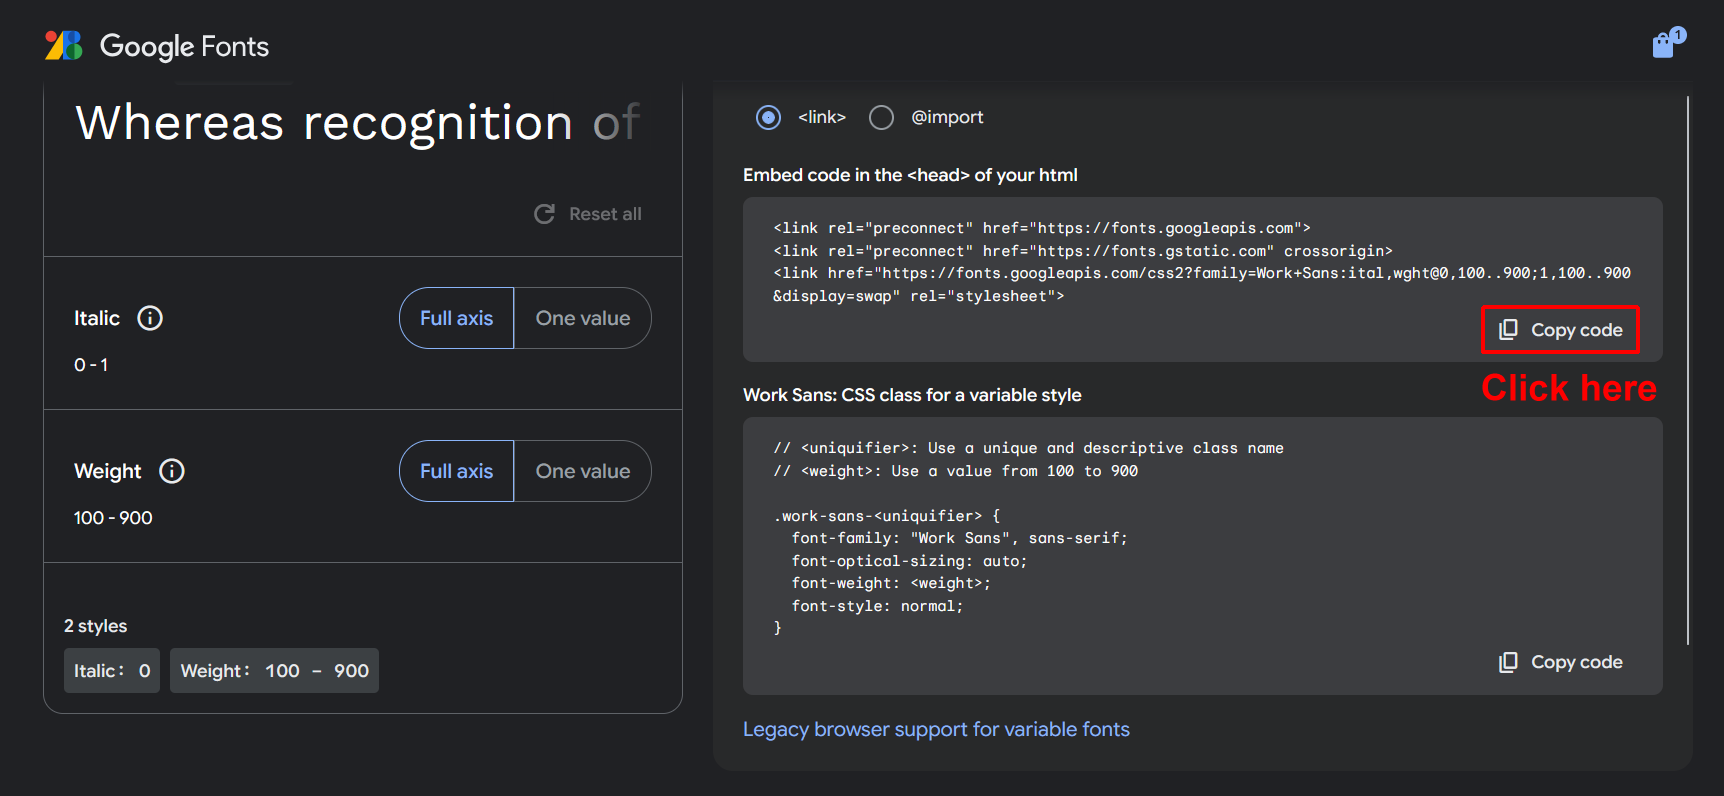 Google Fonts
1
Whereas recognition of
Reset all
Italic
Full axis
One value
0 - 1
Weight
Full axis
One value
100 - 900
2 styles
Italic: 0
Weight: 100 - 900
<link>
@import
Embed code in the <head> of your html
<link rel="preconnect" href="https://fonts.googleapis.com">
<link rel="preconnect" href="https://fonts.gstatic.com" crossorigin>
<link href="https://fonts.googleapis.com/css2?family=Work+Sans:ital,wght@0,100..900;1,100..900
&display=swap" rel="stylesheet">
Copy code
Click here
Work Sans: CSS class for a variable style
// <uniquifier>: Use a unique and descriptive class name
// <weight>: Use a value from 100 to 900
.work-sans-<uniquifier> {
font-family: "Work Sans", sans-serif;
font-optical-sizing: auto;
font-weight: <weight>;
font-style: normal;
}
Copy code
Legacy browser support for variable fonts